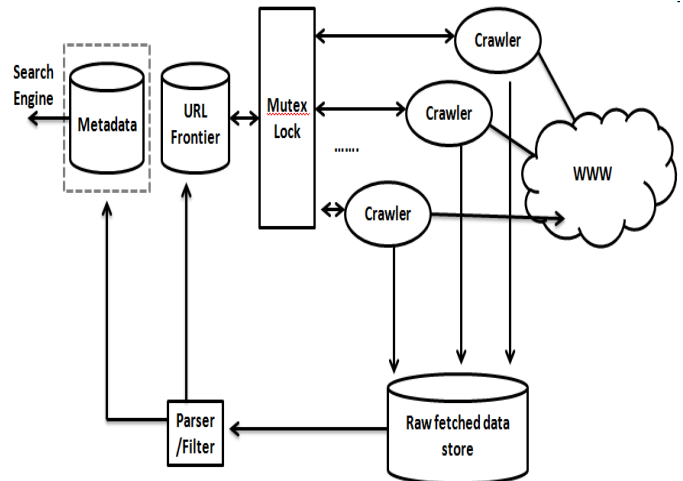 Search
Engine
Metadata
URL
Frontier
Mutex
Lock
.......
Crawler
Crawler
Crawler
WWW
Parser
/Filter
Raw fetched data
store